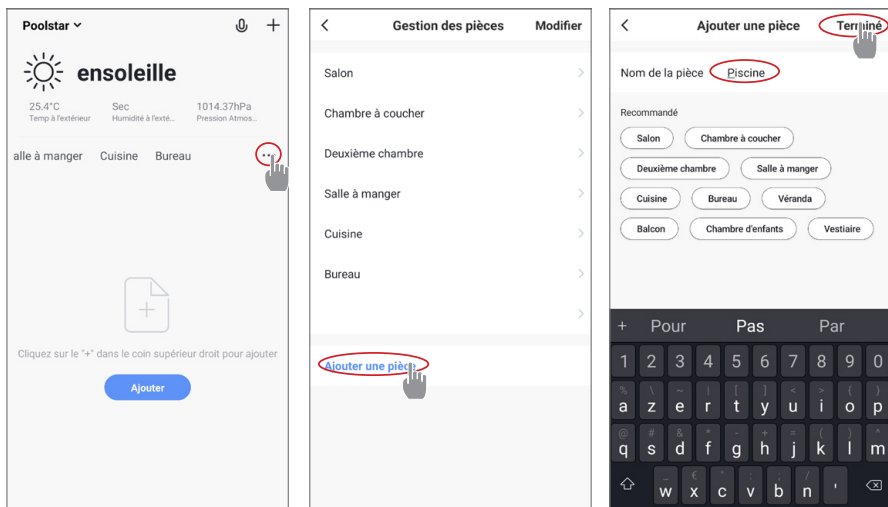 Poolstar
ensoleille
25.4°C Sec 1014.37hPa
Temp à l'extérieur Humidité à l'exté... Pression Atmos...
alle à manger Cuisine Bureau ...
Cliquez sur le "+" dans le coin supérieur droit pour ajouter
Ajouter
Gestion des pièces Modifier
Salon
Chambre à coucher
Deuxième chambre
Salle à manger
Cuisine
Bureau
Ajouter une pièce
Ajouter une pièce Terminé
Nom de la pièce Piscine
Recommandé
Salon Chambre à coucher
Deuxième chambre Salle à manger
Cuisine Bureau Véranda
Balcon Chambre d'enfants Vestiaire
+ Pour Pas Par
1 2 3 4 5 6 7 8 9 0
% \ ~ | [ ] < > { }
a z e r t y u i o p
@ # & * - + = ( ) ^
q s d f g h j k l m
_ € " : ; /
w x c v b n '